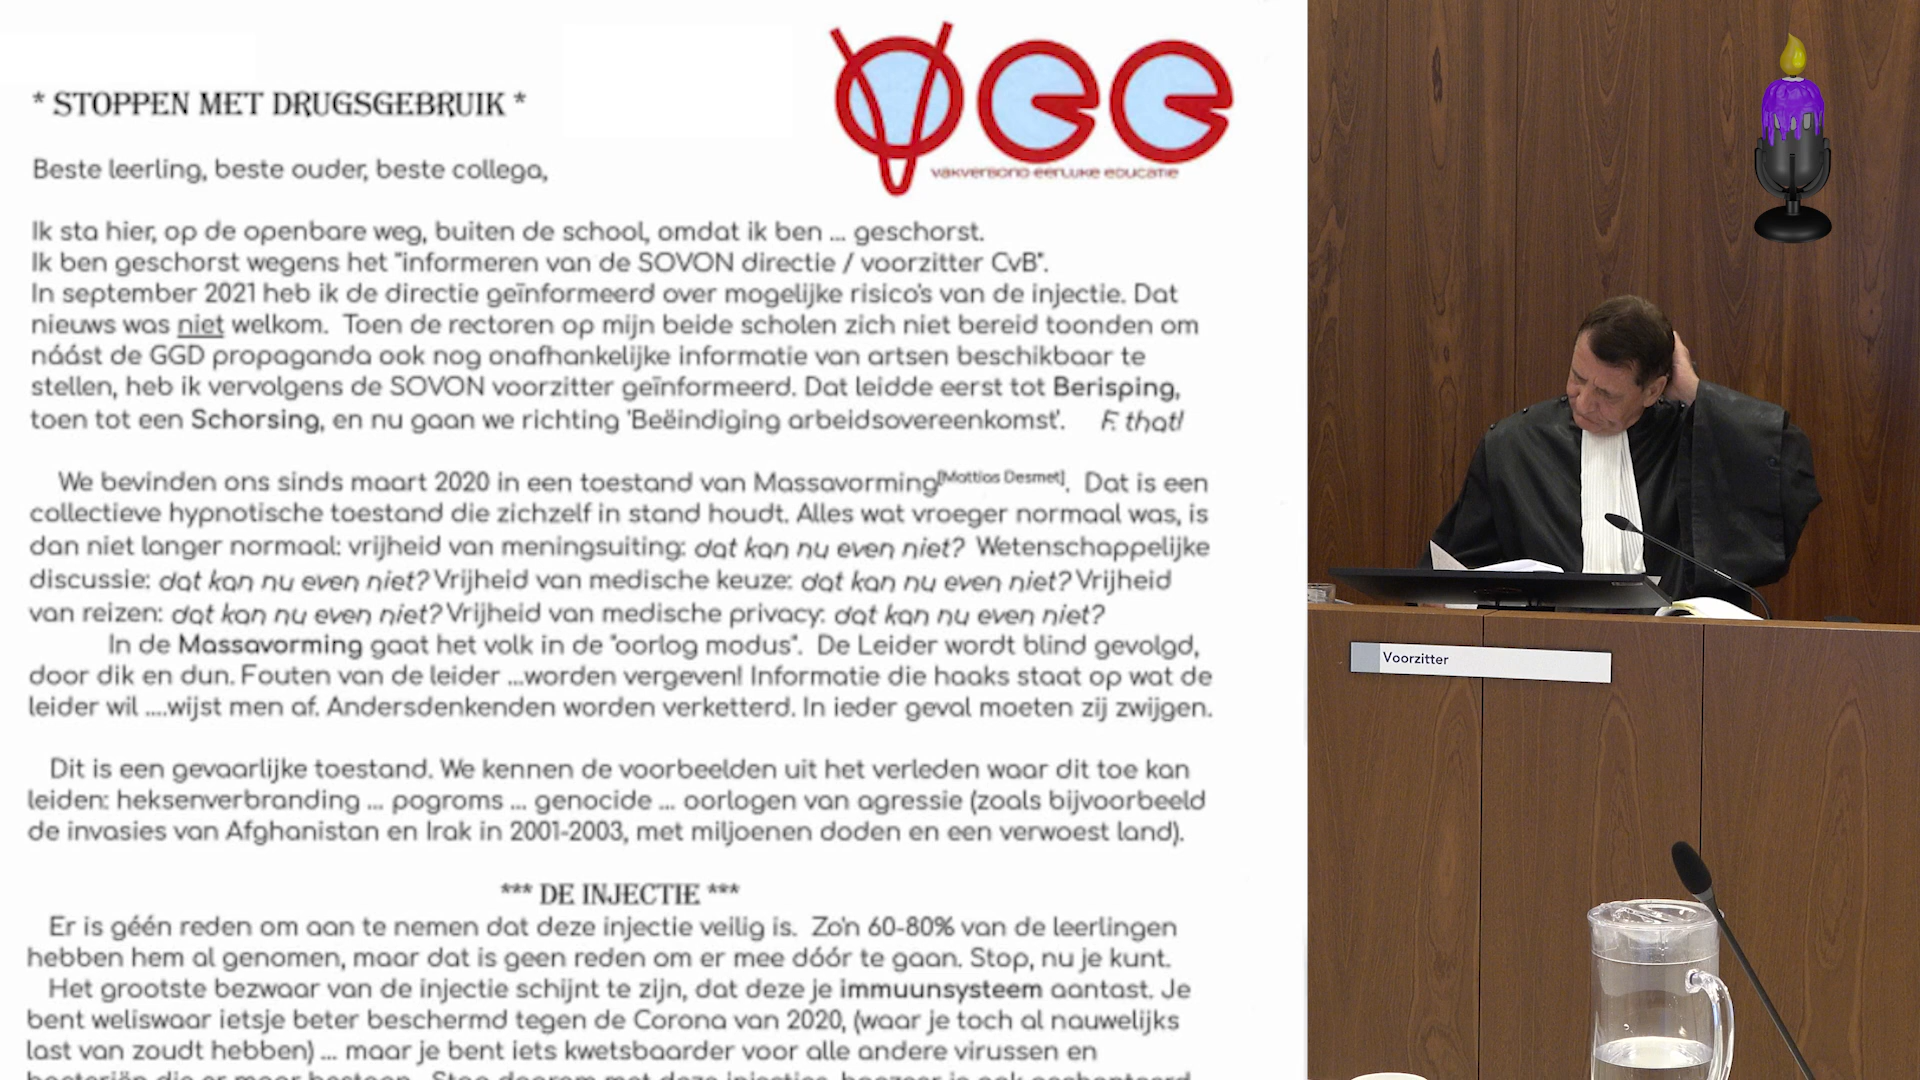 * STOPPEN MET DRUGSGEBRUIK *
vakverbond eerlijke educatie
Beste leerling, beste ouder, beste collega,
Ik sta hier, op de openbare weg, buiten de school, omdat ik ben ... geschorst.
Ik ben geschorst wegens het "informeren van de SOVON directie / voorzitter CvB".
In september 2021 heb ik de directie geïnformeerd over mogelijke risico's van de injectie. Dat
nieuws was niet welkom. Toen de rectoren op mijn beide scholen zich niet bereid toonden om
náást de GGD propaganda ook nog onafhankelijke informatie van artsen beschikbaar te
stellen, heb ik vervolgens de SOVON voorzitter geïnformeerd. Dat leidde eerst tot Berisping,
toen tot een Schorsing, en nu gaan we richting 'Beëindiging arbeidsovereenkomst'. F. that!
We bevinden ons sinds maart 2020 in een toestand van Massavorming[Mattias Desmet]. Dat is een
collectieve hypnotische toestand die zichzelf in stand houdt. Alles wat vroeger normaal was, is
dan niet langer normaal: vrijheid van meningsuiting: dat kan nu even niet? Wetenschappelijke
discussie: dat kan nu even niet? Vrijheid van medische keuze: dat kan nu even niet? Vrijheid
van reizen: dat kan nu even niet? Vrijheid van medische privacy: dat kan nu even niet?
In de Massavorming gaat het volk in de "oorlog modus". De Leider wordt blind gevolgd,
door dik en dun. Fouten van de leider ...worden vergeven! Informatie die haaks staat op wat de
leider wil ....wijst men af. Andersdenkenden worden verketterd. In ieder geval moeten zij zwijgen.
Dit is een gevaarlijke toestand. We kennen de voorbeelden uit het verleden waar dit toe kan
leiden: heksenverbranding ... pogroms ... genocide ... oorlogen van agressie (zoals bijvoorbeeld
de invasies van Afghanistan en Irak in 2001-2003, met miljoenen doden en een verwoest land).
*** DE INJECTIE ***
Er is géén reden om aan te nemen dat deze injectie veilig is. Zo'n 60-80% van de leerlingen
hebben hem al genomen, maar dat is geen reden om er mee dóór te gaan. Stop, nu je kunt.
Het grootste bezwaar van de injectie schijnt te zijn, dat deze je immuunsysteem aantast. Je
bent weliswaar ietsje beter beschermd tegen de Corona van 2020, (waar je toch al nauwelijks
last van zoudt hebben) ... maar je bent iets kwetsbaarder voor alle andere virussen en
Voorzitter